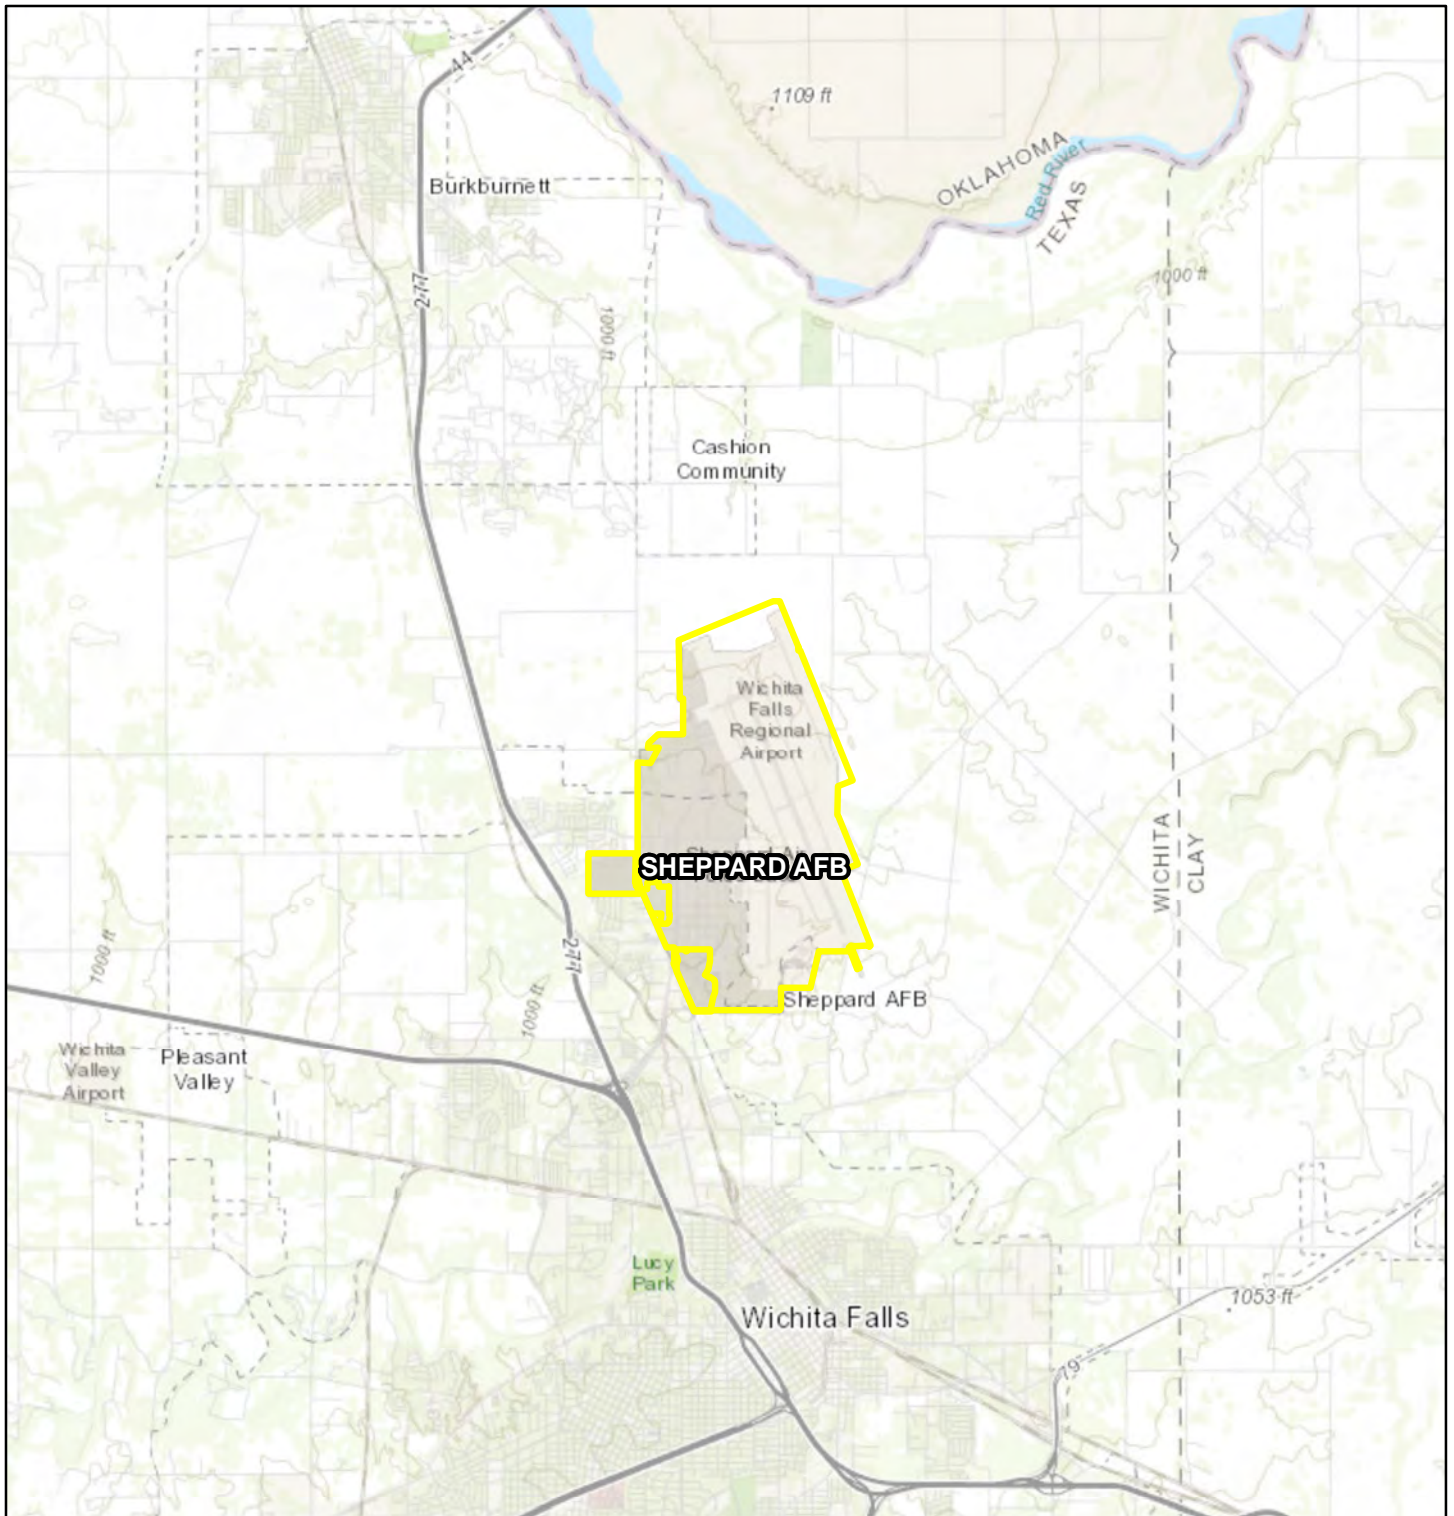 44
1109 ft
OKLAHOMA
Red River
TEXAS
Burkburnett
277
1000 ft
1000 ft
Cashion
Community
Wichita
Falls
Regional
Airport
WICHITA
CLAY
SHEPPARD AFB
277
1000 ft
1000 ft
Sheppard AFB
Wichita
Valley
Airport
Pleasant
Valley
Lucy
Park
Wichita Falls
1053 ft
79